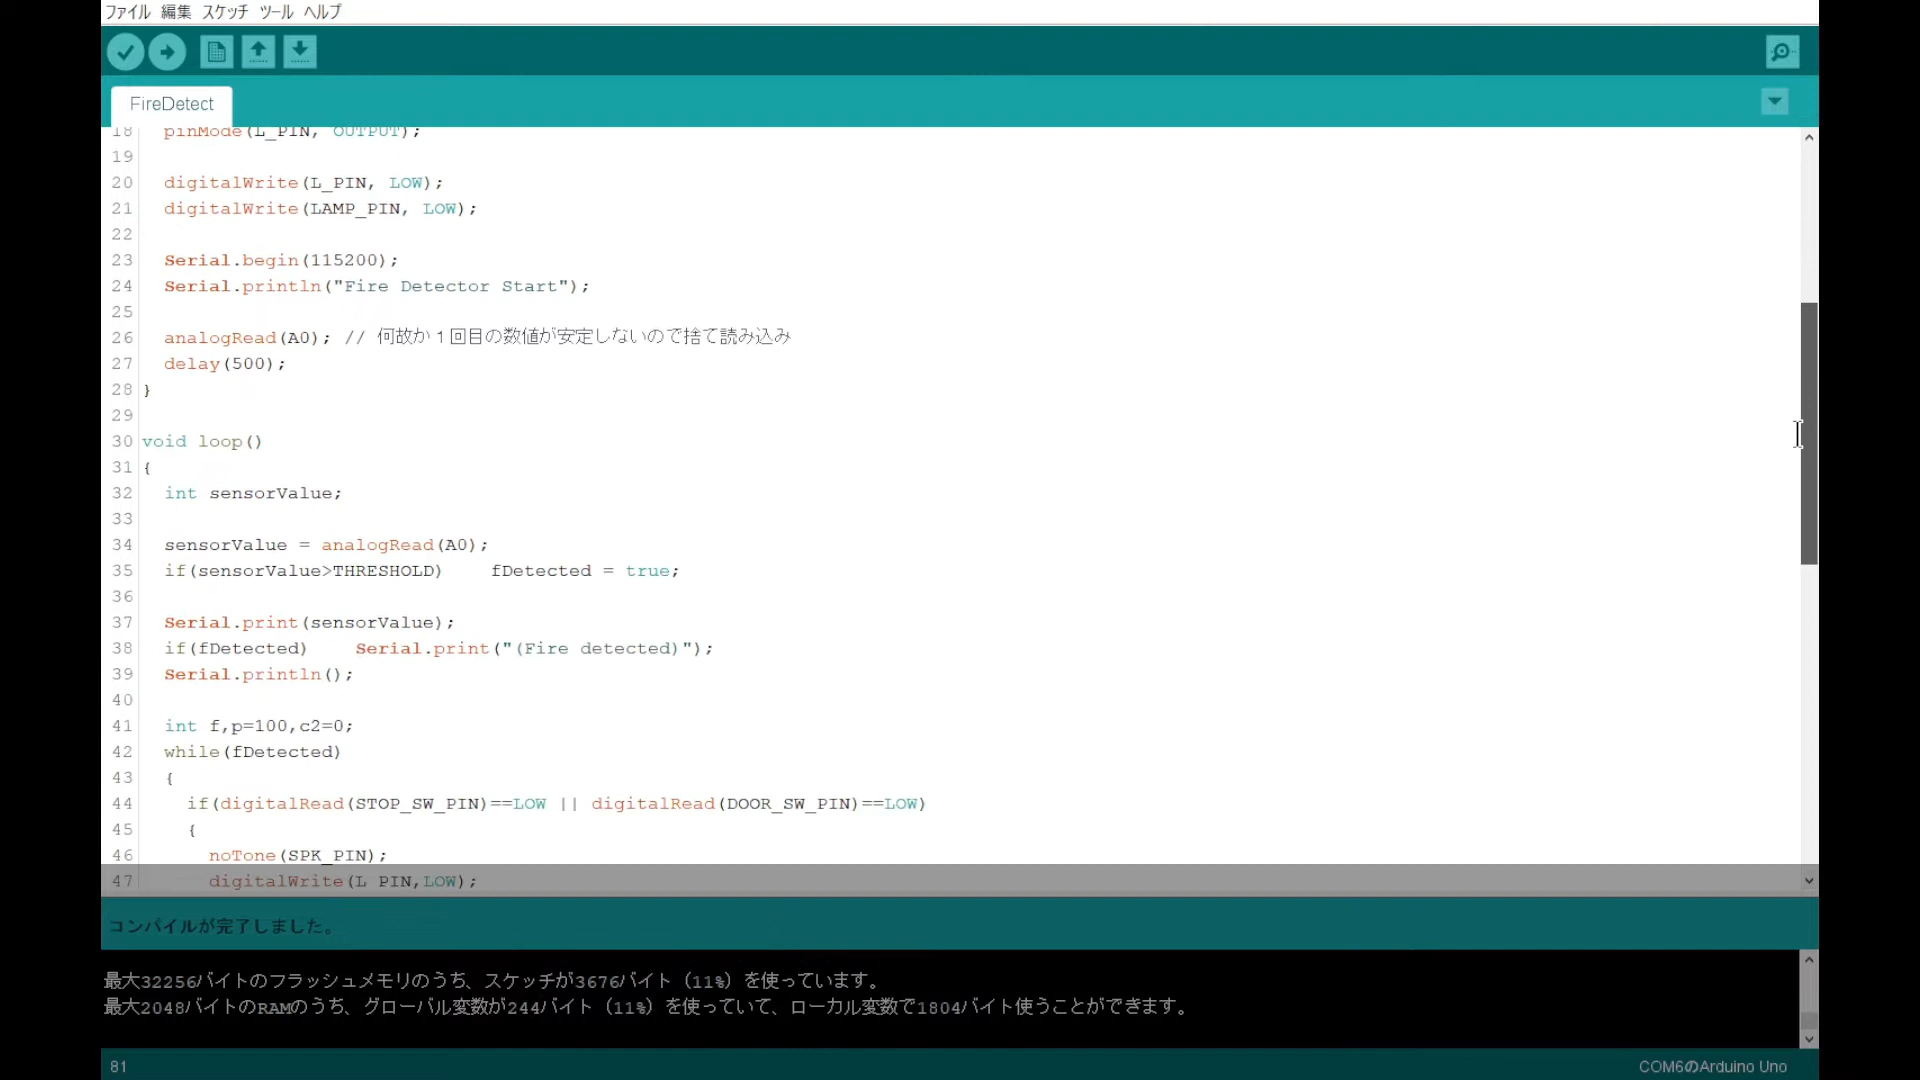 ファイル 編集 スケッチ ツール ヘルプ
FireDetect
18 pinMode(L_PIN, OUTPUT);
19
20 digitalWrite(L_PIN, LOW);
21 digitalWrite(LAMP_PIN, LOW);
22
23 Serial.begin(115200);
24 Serial.println("Fire Detector Start");
25
26 analogRead(A0); // 何故か１回目の数値が安定しないので捨て読み込み
27 delay(500);
28 }
29
30 void loop()
31 {
32 int sensorValue;
33
34 sensorValue = analogRead(A0);
35 if(sensorValue>THRESHOLD) fDetected = true;
36
37 Serial.print(sensorValue);
38 if(fDetected) Serial.print("(Fire detected)");
39 Serial.println();
40
41 int f,p=100,c2=0;
42 while(fDetected)
43 {
44 if(digitalRead(STOP_SW_PIN)==LOW || digitalRead(DOOR_SW_PIN)==LOW)
45 {
46 noTone(SPK_PIN);
47 digitalWrite(L_PIN,LOW);
コンパイルが完了しました。
最大32256バイトのフラッシュメモリのうち、スケッチが3676バイト（11%）を使っています。
最大2048バイトのRAMのうち、グローバル変数が244バイト（11%）を使っていて、ローカル変数で1804バイト使うことができます。
81 COM6のArduino Uno